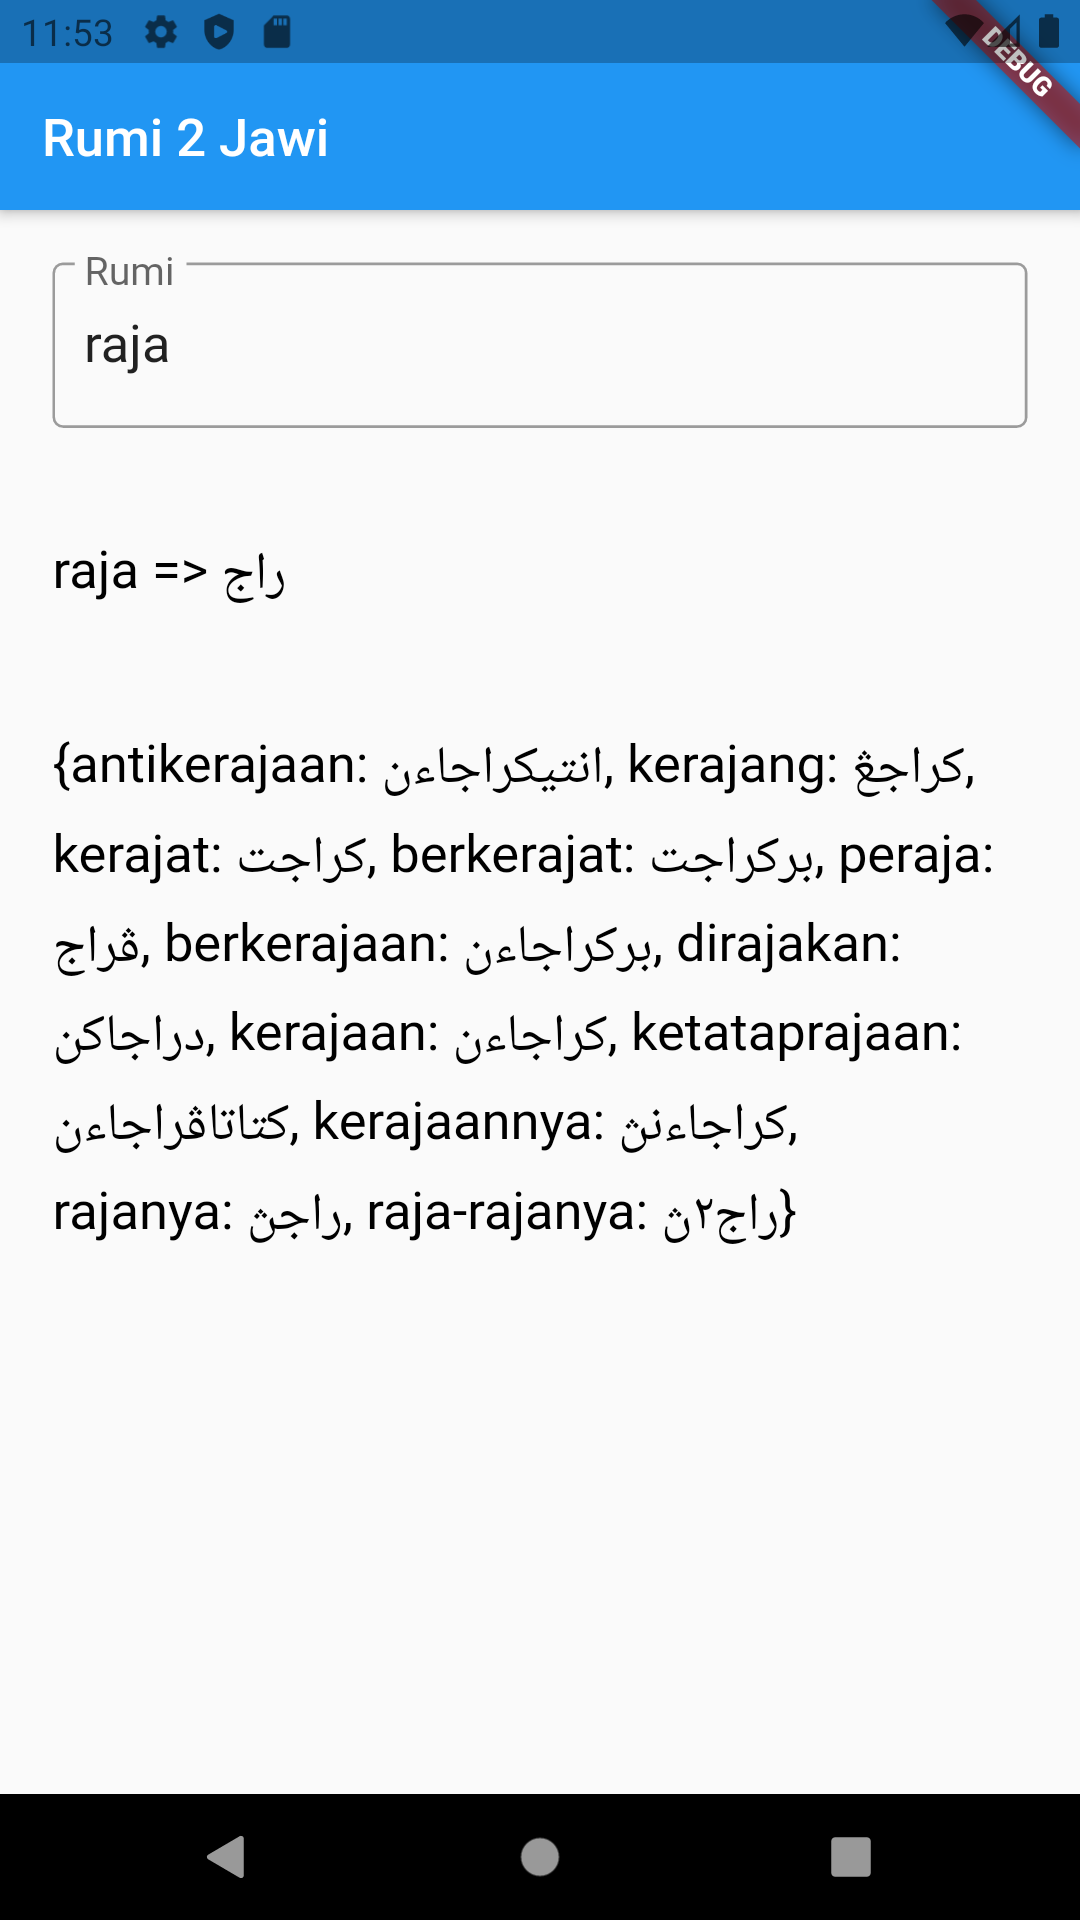 11:53
DEBUG
Rumi 2 Jawi
Rumi
raja
raja => راج
{antikerajaan: انتيكراجاءن, kerajang: كراجڠ,
kerajat: كراجت, berkerajat: بركراجت, peraja:
ڤراج, berkerajaan: بركراجاءن, dirajakan:
دراجاكن, kerajaan: كراجاءن, ketataprajaan:
كتاتاڤراجاءن, kerajaannya: كراجاءنڽ,
rajanya: راجڽ, raja-rajanya: راج٢ڽ}